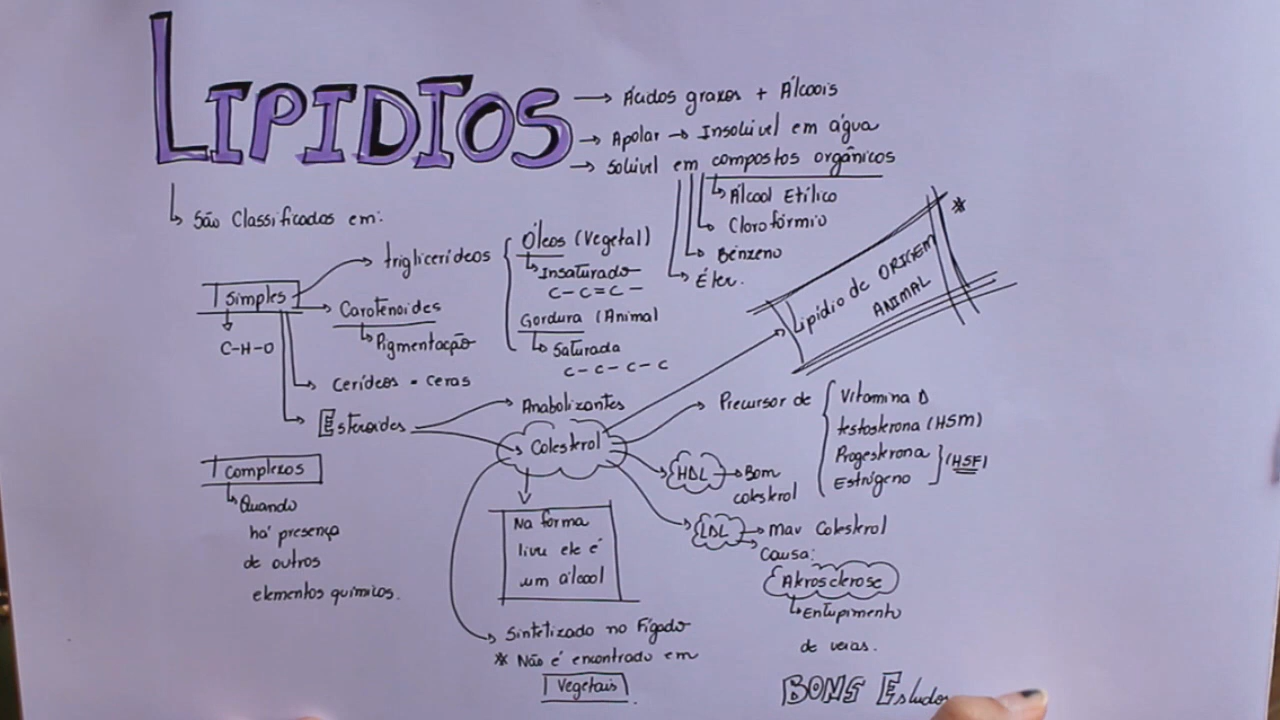 LIPIDIOS
→ Ácidos graxos + Álcoois
→ Apolar → Insolúvel em água
→ Solúvel em compostos orgânicos
Álcool Etílico
Clorofórmio
Benzeno
Éter.
São Classificados em:
Simples
C-H-O
triglicerídeos
Óleos (Vegetal)
Insaturado
C-C=C-
Gordura (Animal
Saturada
C-C-C-C
Carotenoides
Pigmentação
Cerídeos = Ceras
Esteroides
Anabolizantes
Colesterol
Lipídio de ORIGEM
ANIMAL
*
Precursor de
Vitamina D
testosterona (HSM)
Progesterona
Estrógeno
(HSF)
HDL → Bom
colesterol
LDL → Mau Colesterol
Causa:
Aterosclerose
Entupimento
de veias.
Na forma
livre ele é
um álcool
Sintetizado no Fígado
* Não é encontrado em
Vegetais.
Complexos
Quando
há presença
de outros
elementos químicos.
BONS Estudos